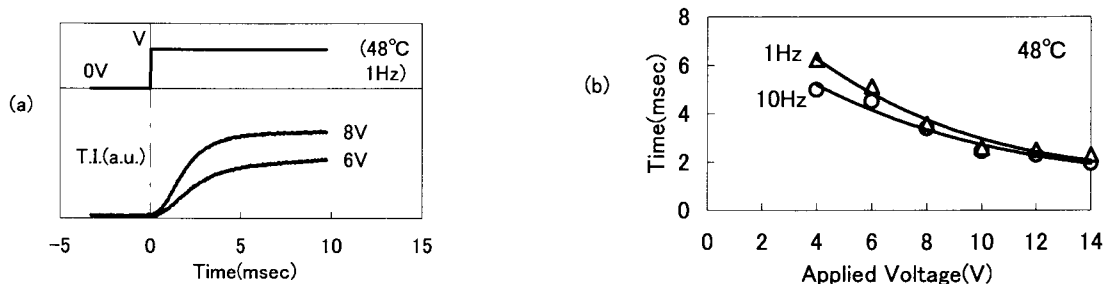 (a)
V
0V
(48°C
1Hz)
T.I.(a.u.)
8V
6V
-5 0 5 10 15
Time(msec)
(b)
48°C
1Hz
10Hz
Time(msec)
8
6
4
2
0
0 2 4 6 8 10 12 14
Applied Voltage(V)